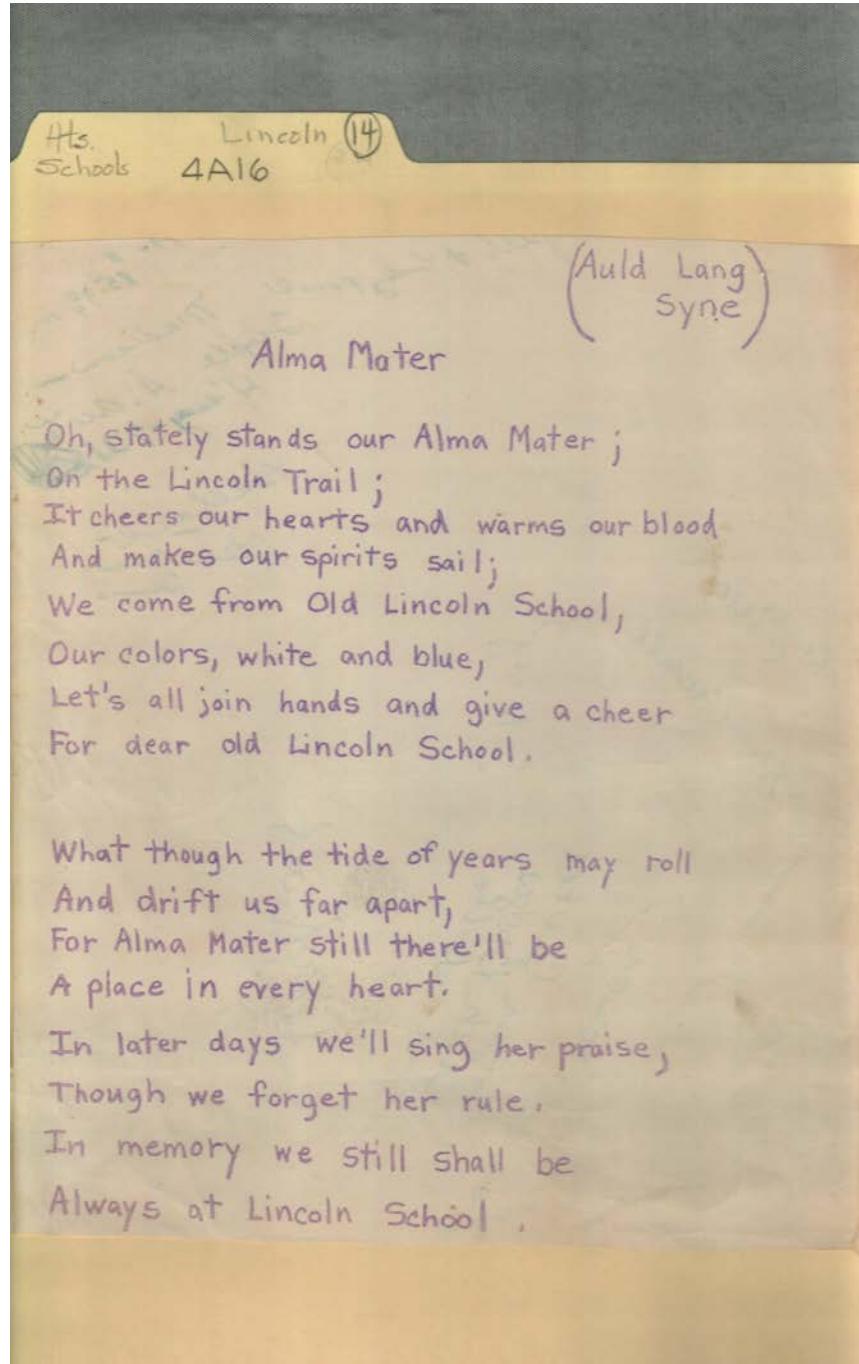 Hts. Lincoln 14
Schools 4A16
(Auld Lang
Syne)
Alma Mater
Oh, stately stands our Alma Mater ;
On the Lincoln Trail ;
It cheers our hearts and warms our blood
And makes our spirits sail;
We come from Old Lincoln School,
Our colors, white and blue,
Let's all join hands and give a cheer
For dear old Lincoln School.
What though the tide of years may roll
And drift us far apart,
For Alma Mater still there'll be
A place in every heart.
In later days we'll sing her praise,
Though we forget her rule.
In memory we still shall be
Always at Lincoln School .